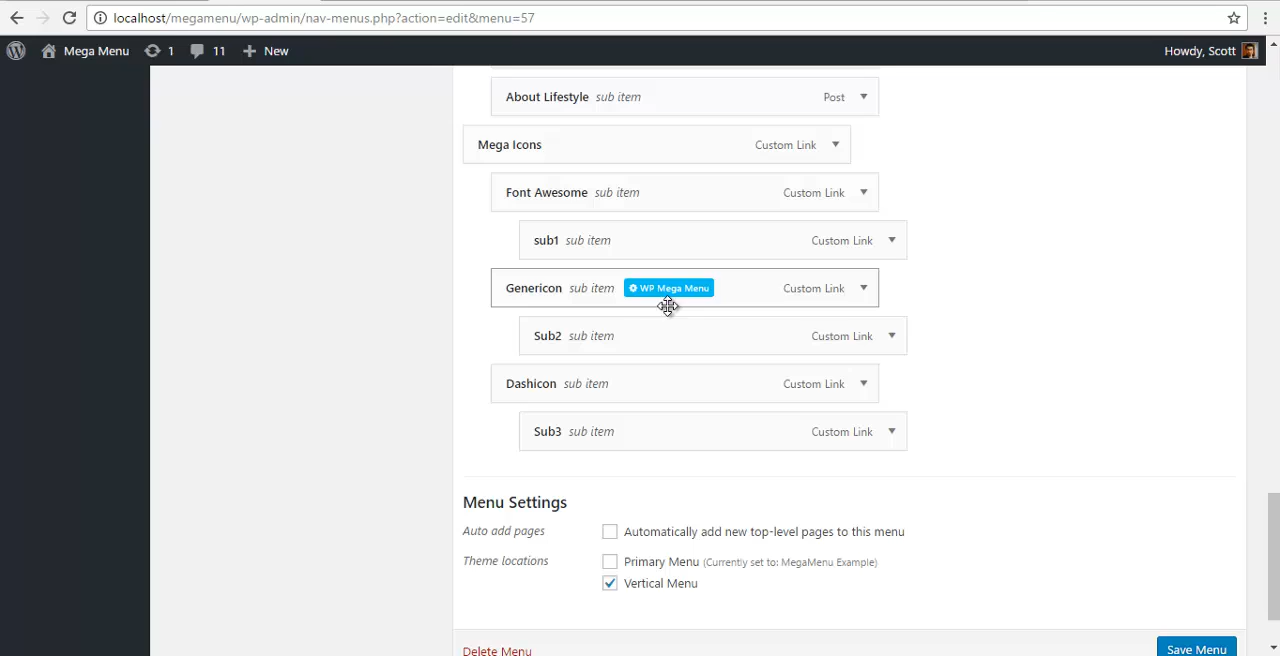 localhost/megamenu/wp-admin/nav-menus.php?action=edit&menu=57
Mega Menu 1 11 New Howdy, Scott
About Lifestyle sub item Post
Mega Icons Custom Link
Font Awesome sub item Custom Link
sub1 sub item Custom Link
Genericon sub item WP Mega Menu Custom Link
Sub2 sub item Custom Link
Dashicon sub item Custom Link
Sub3 sub item Custom Link
Menu Settings
Auto add pages Automatically add new top-level pages to this menu
Theme locations Primary Menu (Currently set to: MegaMenu Example)
Vertical Menu
Delete Menu Save Menu